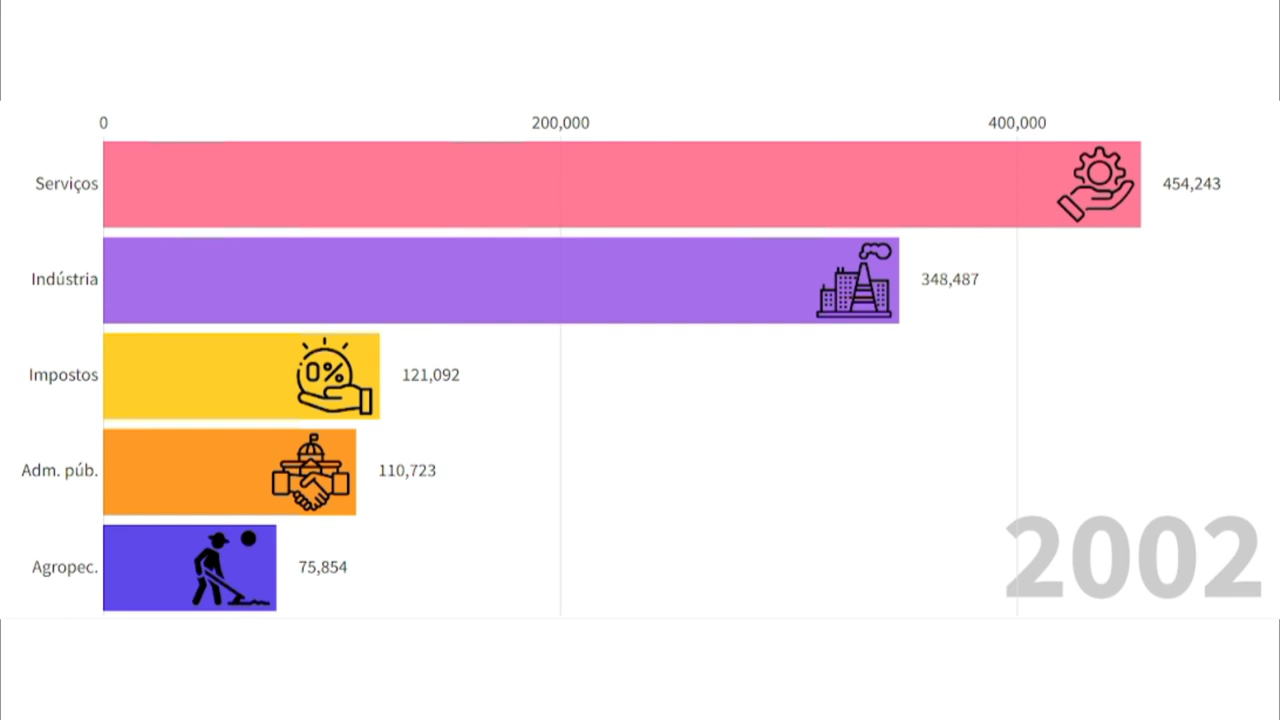 0 200,000 400,000
Serviços 454,243
Indústria 348,487
Impostos 0% 121,092
Adm. púb. 110,723
Agropec. 75,854
2002